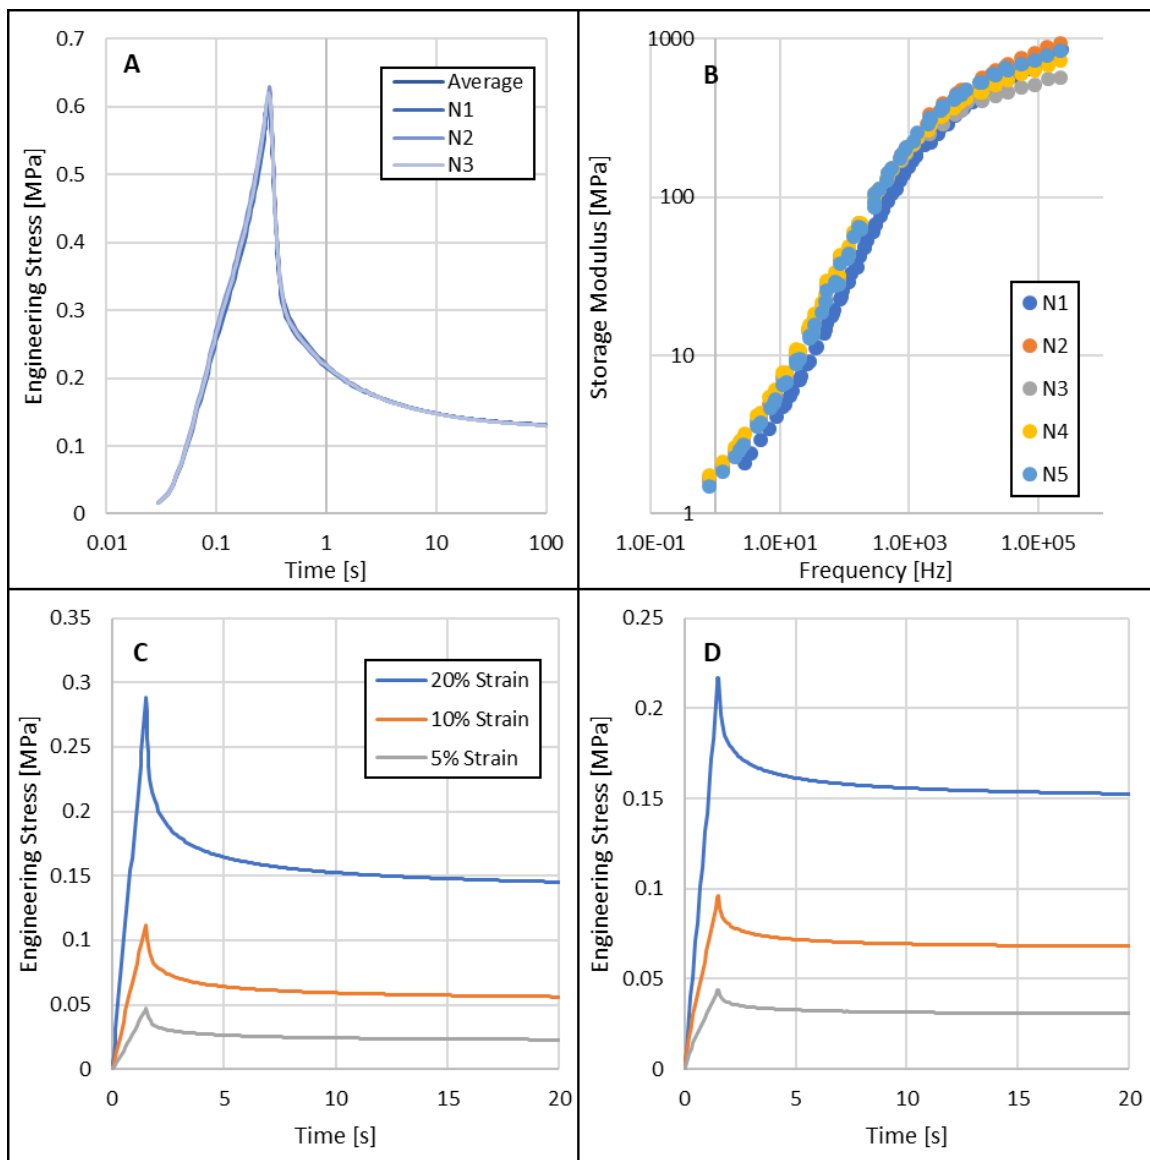 A
Engineering Stress [MPa]
0.7
0.6
0.5
0.4
0.3
0.2
0.1
0
Average
N1
N2
N3
0.01 0.1 1 10 100
Time [s]
B
Storage Modulus [MPa]
1000
100
10
1
N1
N2
N3
N4
N5
1.0E-01 1.0E+01 1.0E+03 1.0E+05
Frequency [Hz]
C
Engineering Stress [MPa]
0.35
0.3
0.25
0.2
0.15
0.1
0.05
0
20% Strain
10% Strain
5% Strain
0 5 10 15 20
Time [s]
D
Engineering Stress [MPa]
0.25
0.2
0.15
0.1
0.05
0
0 5 10 15 20
Time [s]